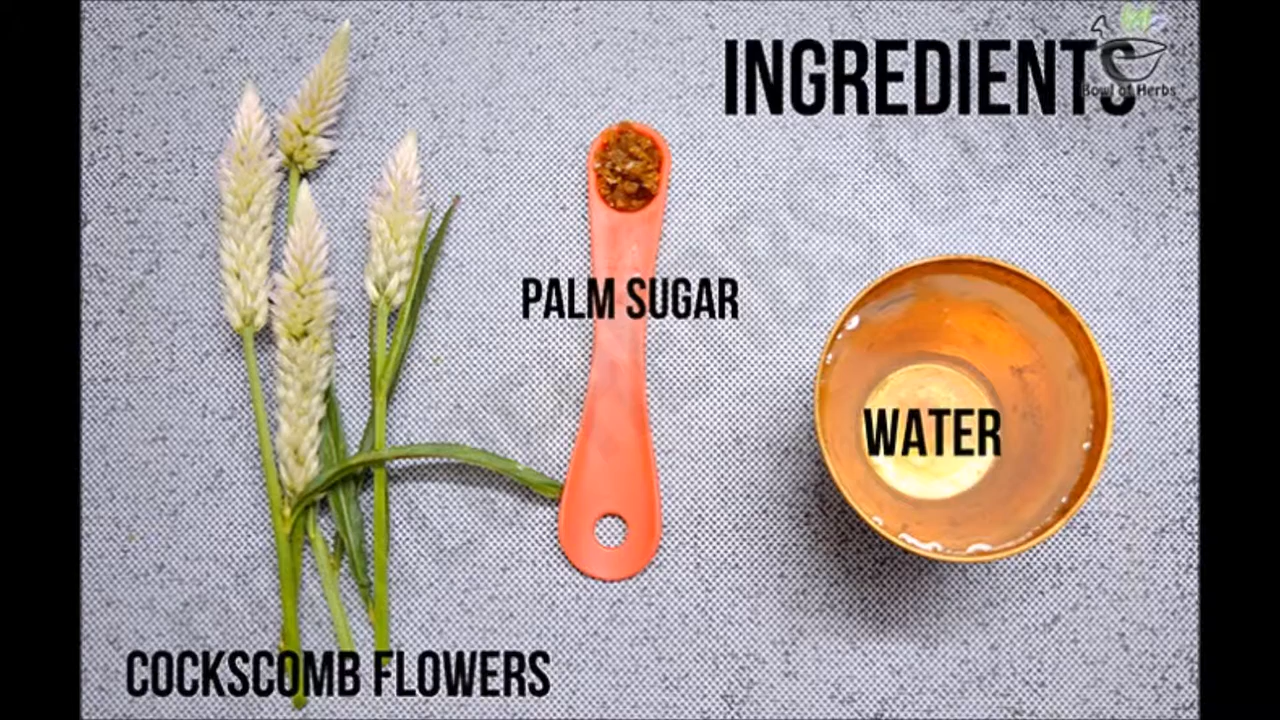 INGREDIENTS
Bowl of Herbs
PALM SUGAR
WATER
COCKSCOMB FLOWERS